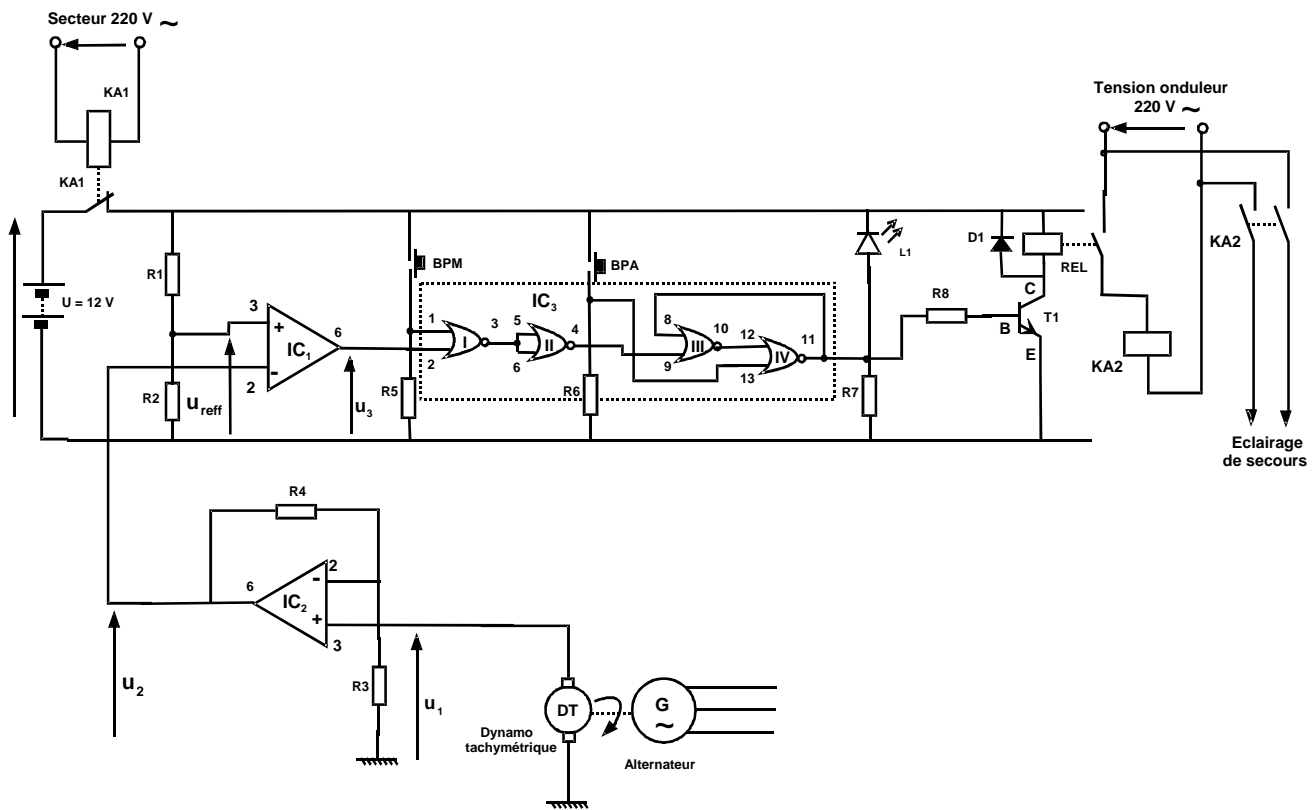 Secteur 220 V ~
KA1
KA1
Tension onduleur
220 V ~
U = 12 V
R1
R2
u reff
3
+
IC1
-
2
6
u3
BPM
R5
IC3
1
2
I
3
5
6
II
4
BPA
R6
8
9
III
10
12
13
IV
11
L1
R7
R8
D1
REL
C
B
T1
E
KA2
KA2
Eclairage
de secours
R4
6
IC2
2
-
+
3
u2
R3
u1
DT
Dynamo
tachymétrique
G
~
Alternateur